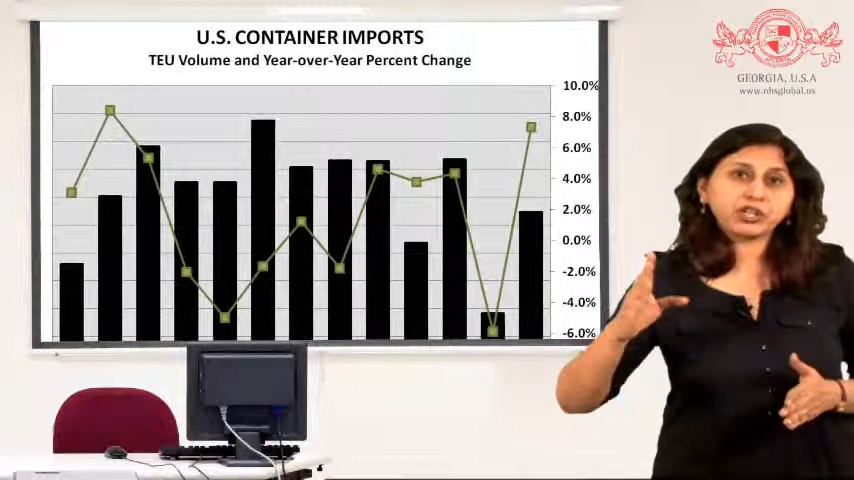 U.S. CONTAINER IMPORTS
TEU Volume and Year-over-Year Percent Change
10.0%
8.0%
6.0%
4.0%
2.0%
0.0%
-2.0%
-4.0%
-6.0%
GEORGIA, U.S.A
www.nhsglobal.us